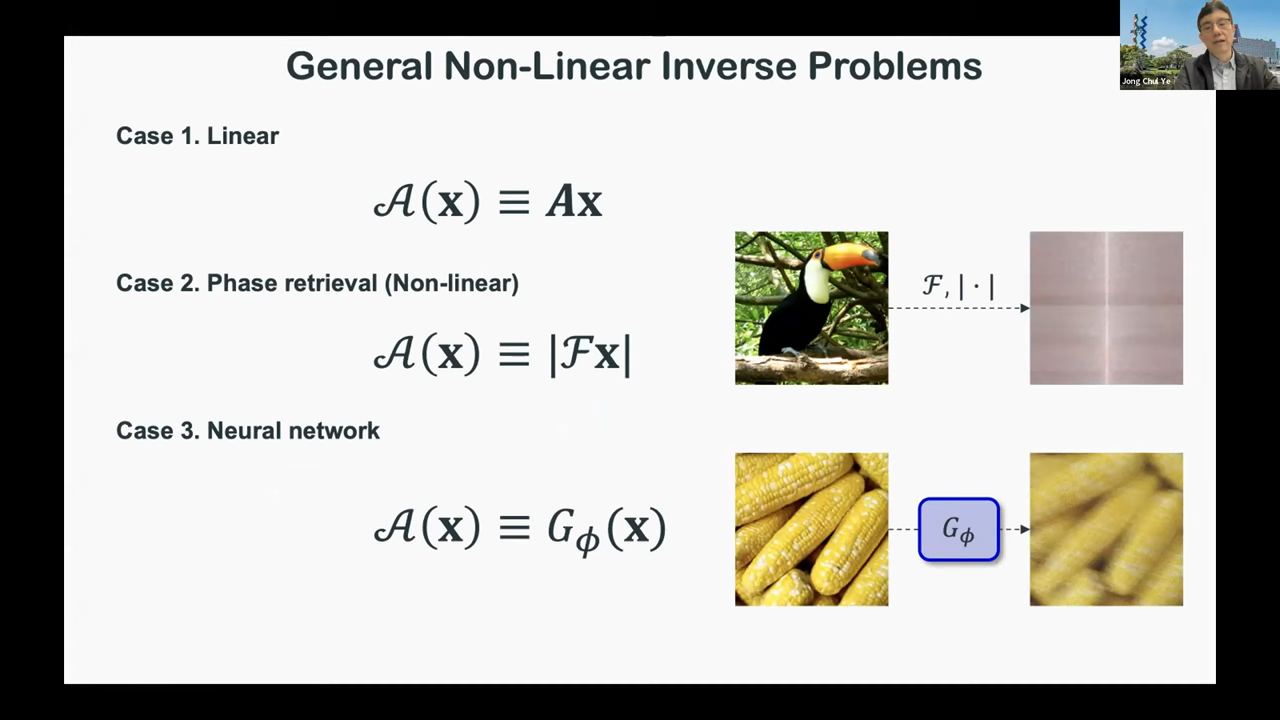 General Non-Linear Inverse Problems
Jong Chul Ye
Case 1. Linear
𝒜(𝐱) ≡ 𝑨𝐱
Case 2. Phase retrieval (Non-linear)
𝒜(𝐱) ≡ |ℱ𝐱|
ℱ, | · |
Case 3. Neural network
𝒜(𝐱) ≡ G_ϕ(𝐱)
G_ϕ